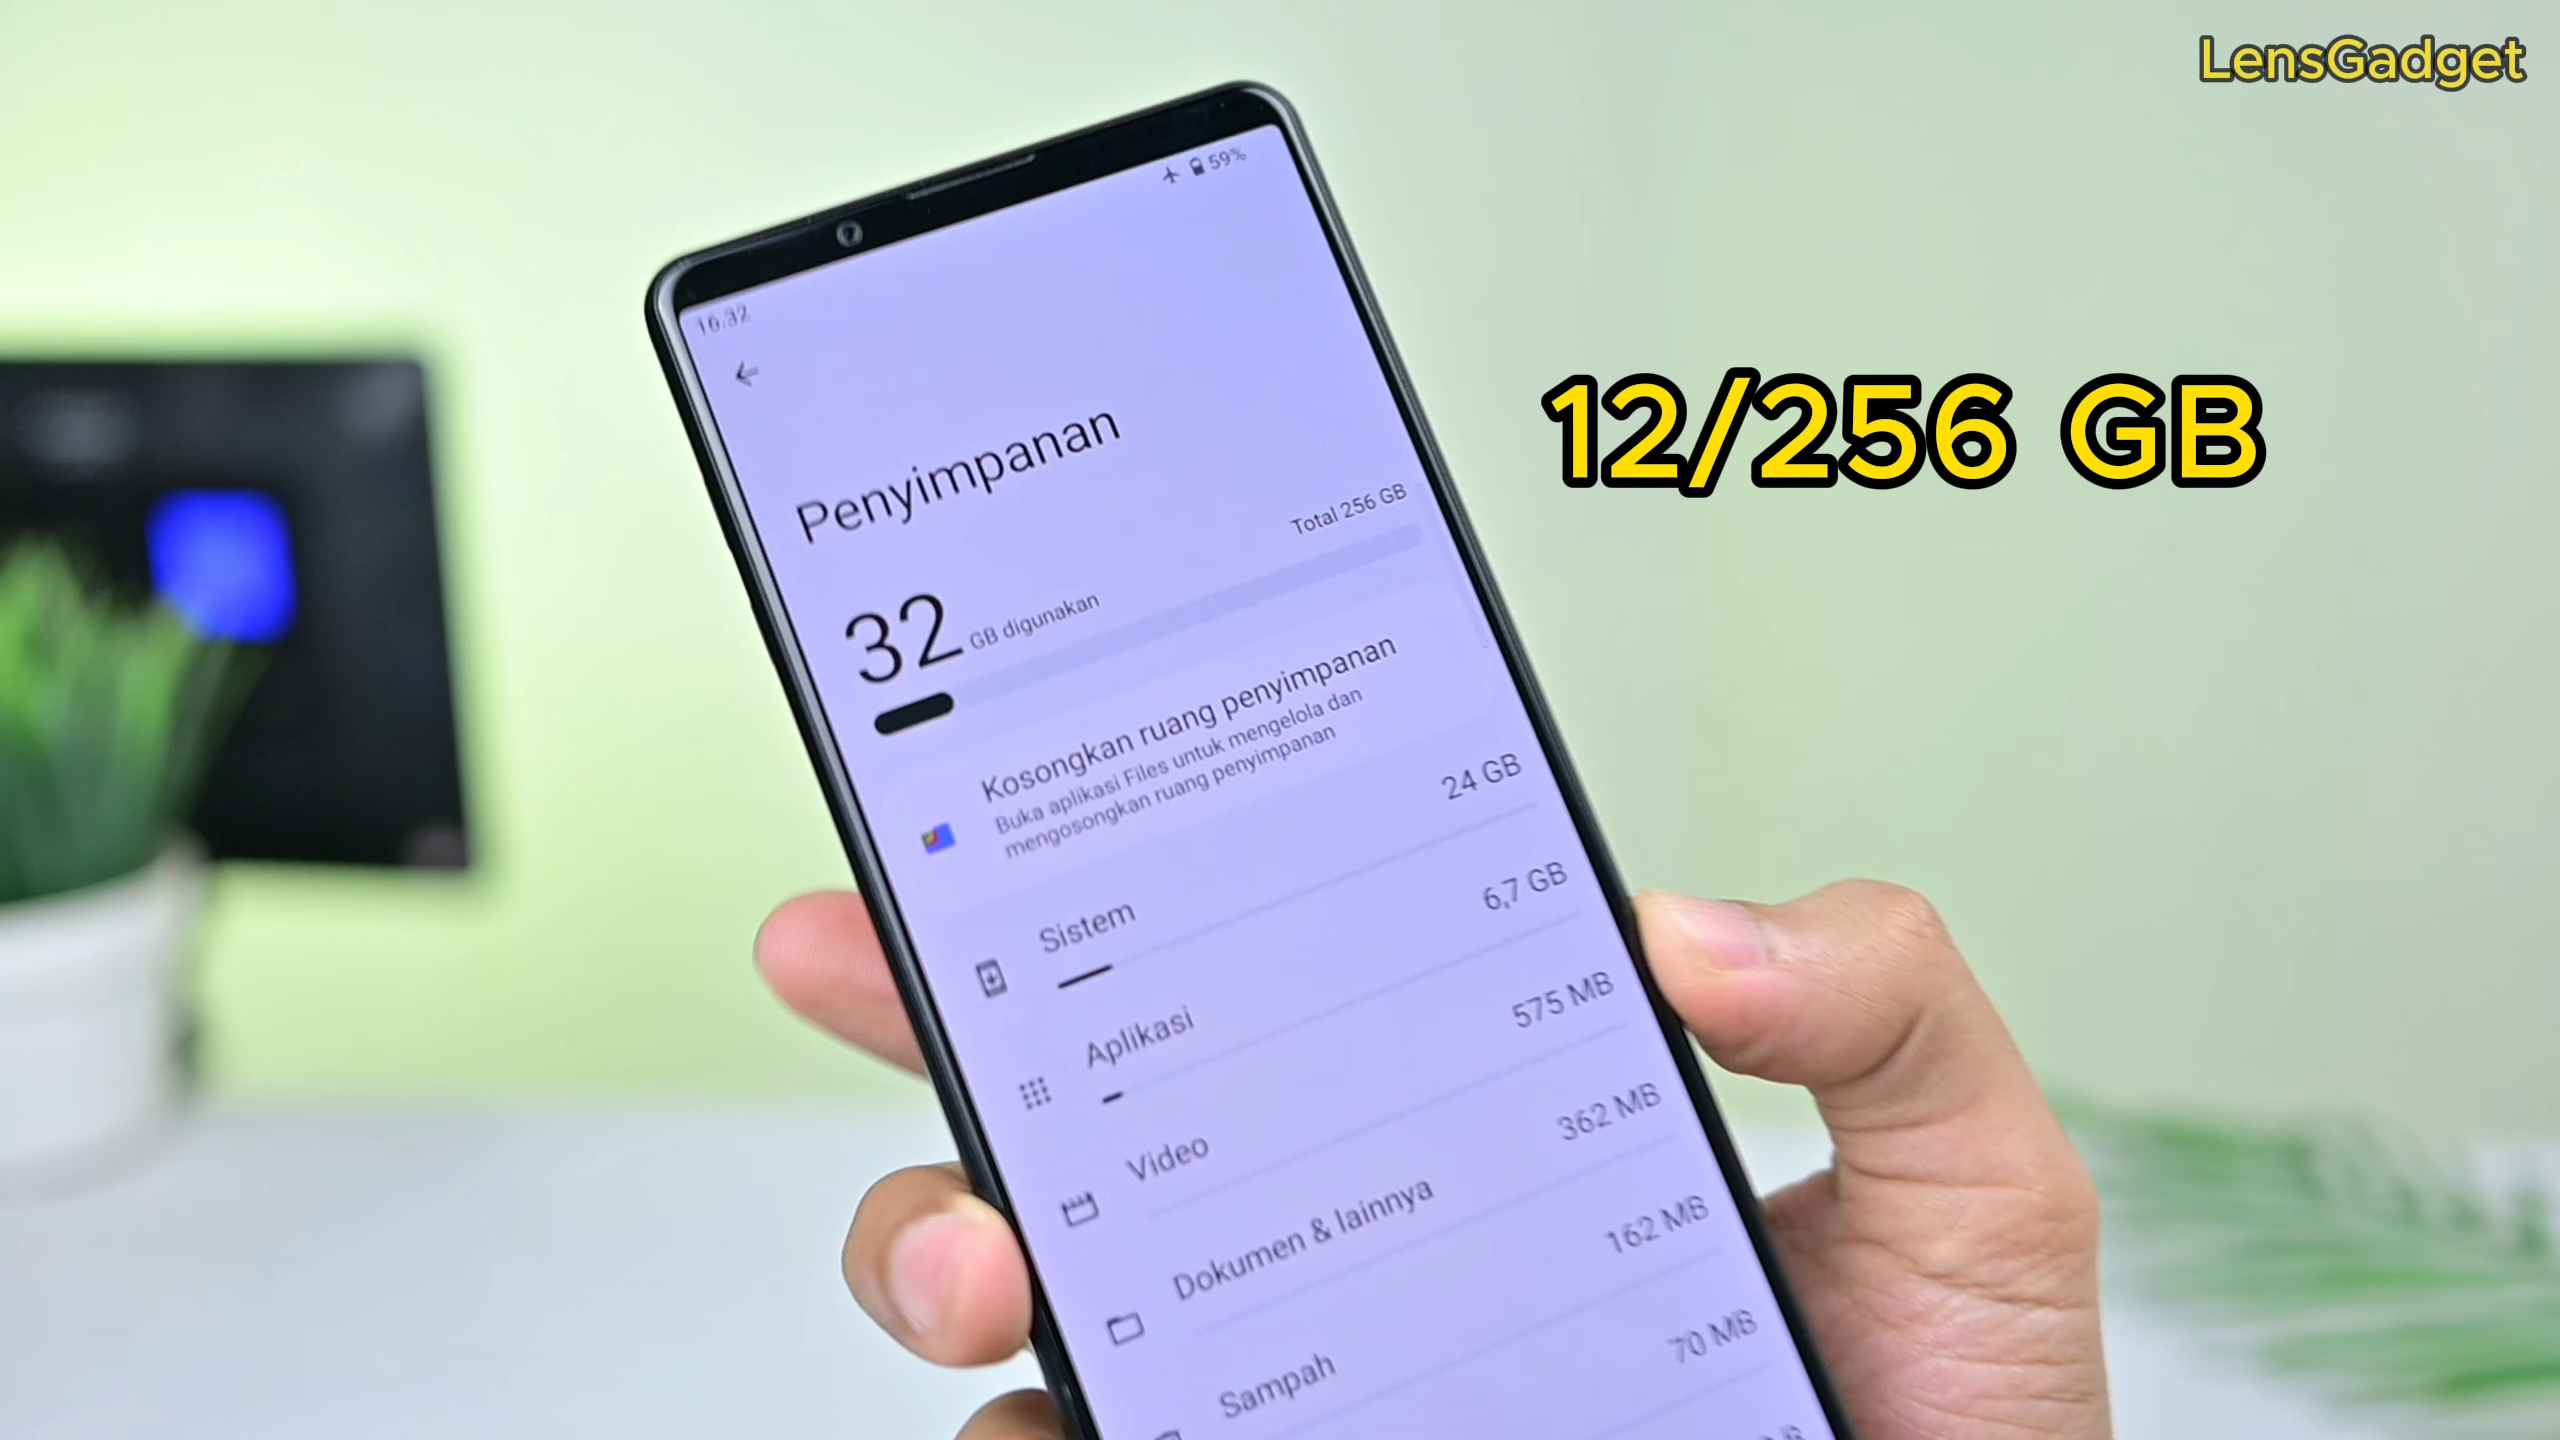 LensGadget
59%
16.32
Penyimpanan
12/256 GB
32 GB digunakan
Total 256 GB
Kosongkan ruang penyimpanan
Buka aplikasi Files untuk mengelola dan
mengosongkan ruang penyimpanan
Sistem
24 GB
Aplikasi
6,7 GB
Video
575 MB
Dokumen & lainnya
362 MB
Sampah
162 MB
70 MB